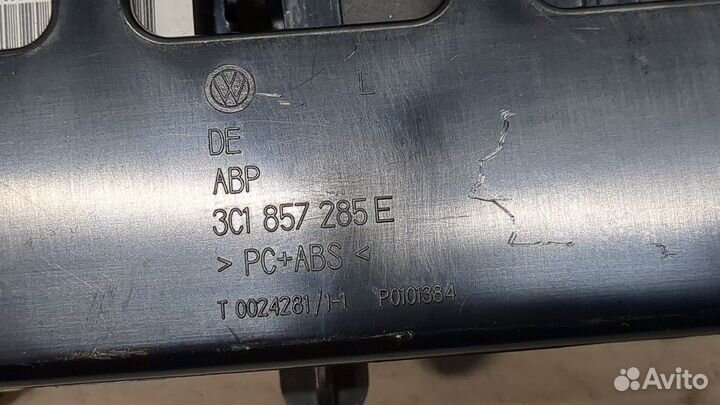 L
DE
ABP
3C1 857 285 E
> PC+ABS <
T 0024281/1-1 P0101384
Avito